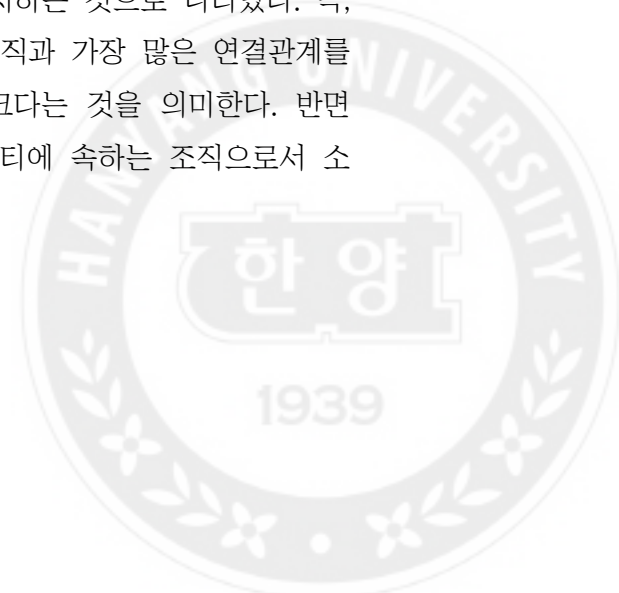 하는 것으로 나타났다. 즉,
직과 가장 많은 연결관계를
크다는 것을 의미한다. 반면
티에 속하는 조직으로서 소
HANYANG UNIVERSITY
한양
1939